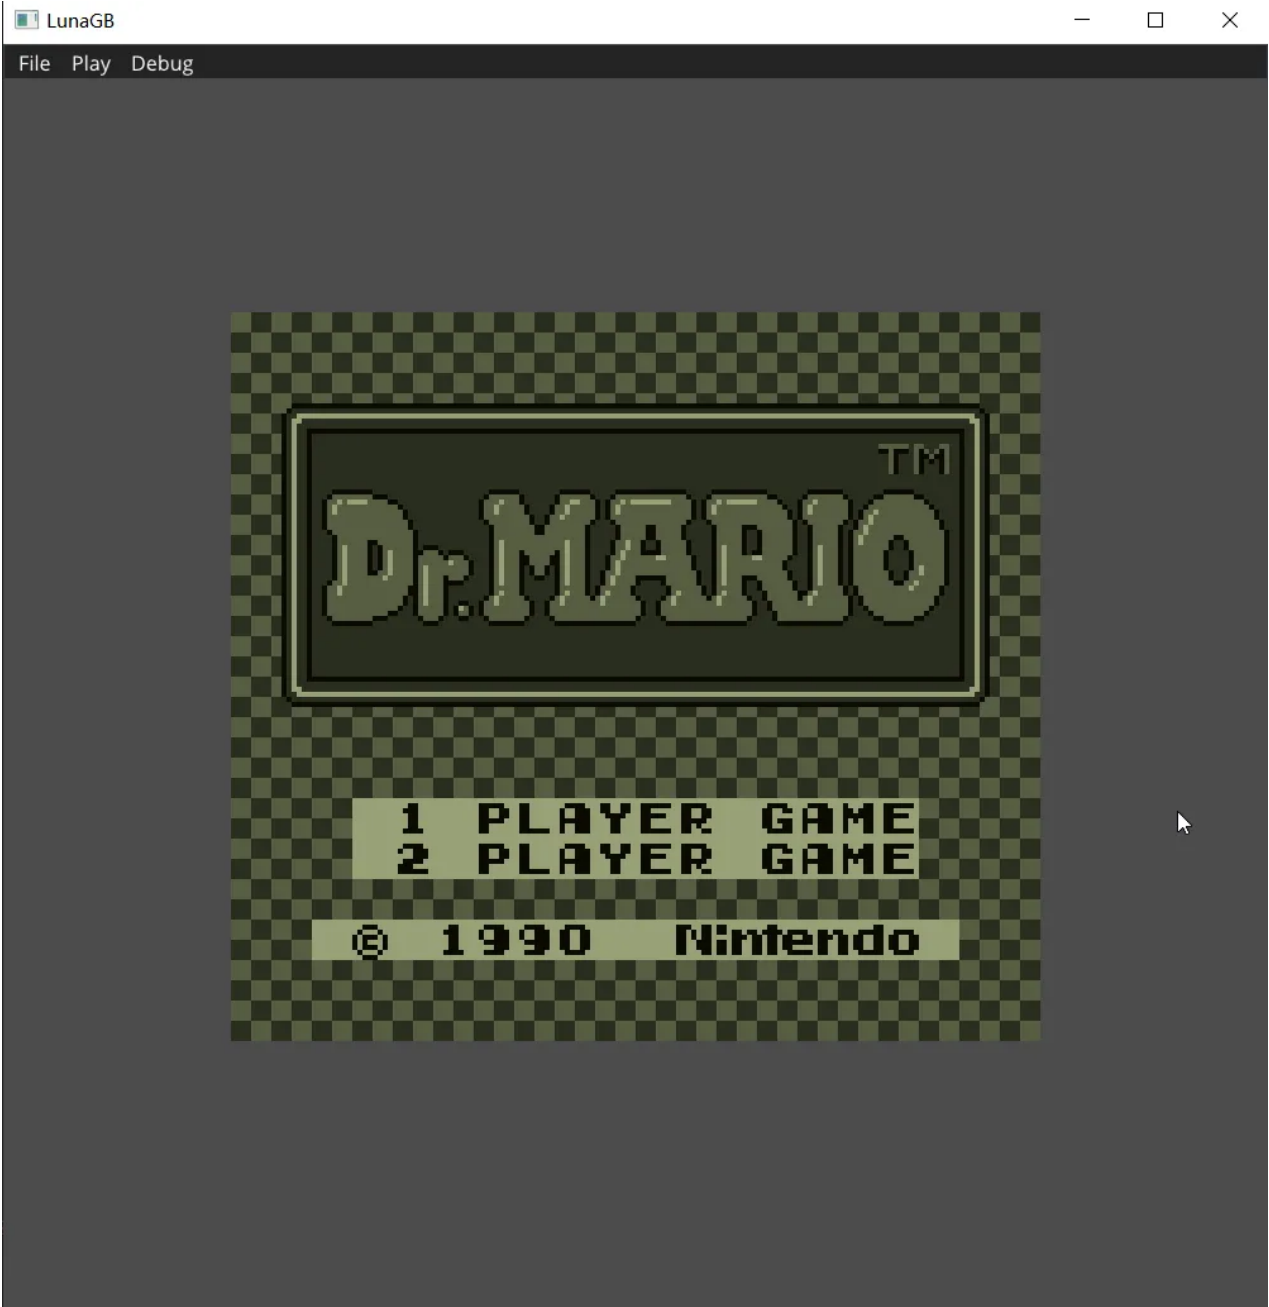 LunaGB
File Play Debug
TM
Dr. MARIO
1 PLAYER GAME
2 PLAYER GAME
© 1990 Nintendo